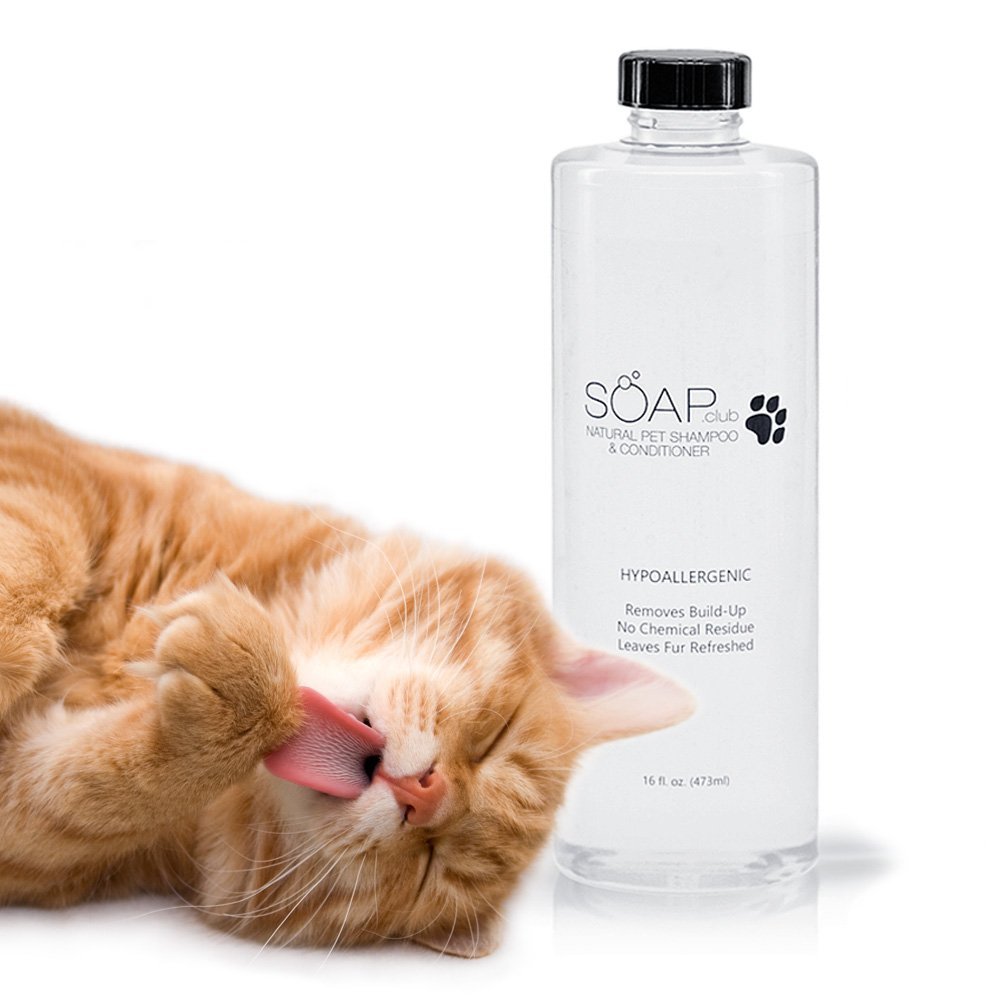 SOAP.club
NATURAL PET SHAMPOO
& CONDITIONER
HYPOALLERGENIC
Removes Build-Up
No Chemical Residue
Leaves Fur Refreshed
16 fl. oz. (473ml)